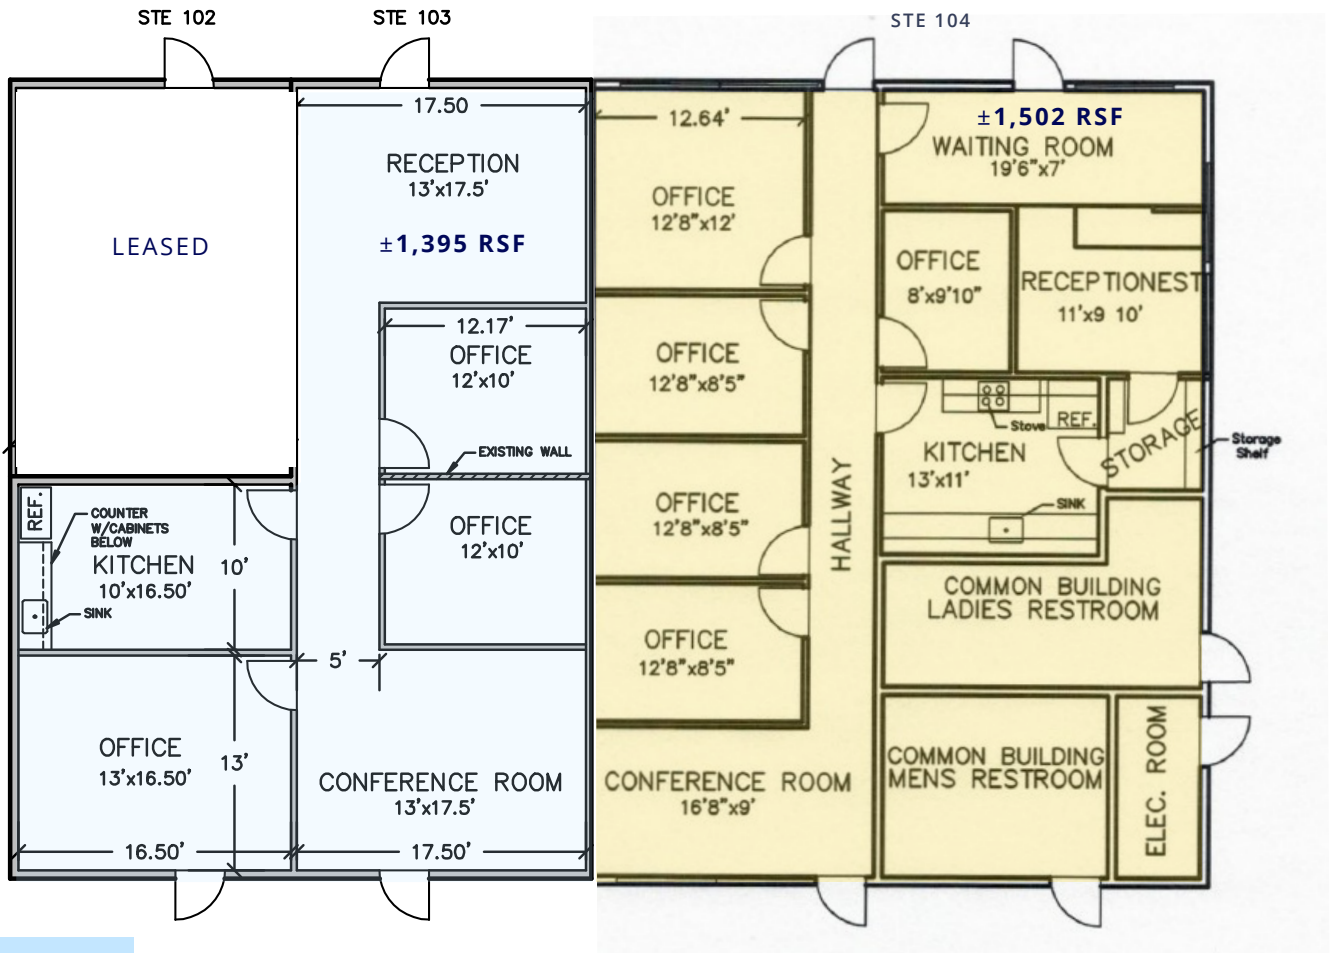 STE 102
STE 103
STE 104
17.50
RECEPTION
13'x17.5'
LEASED
±1,395 RSF
12.17'
OFFICE
12'x10'
EXISTING WALL
REF.
COUNTER
W/CABINETS
BELOW
KITCHEN
10'x16.50'
10'
SINK
OFFICE
12'x10'
5'
OFFICE
13'x16.50'
13'
CONFERENCE ROOM
13'x17.5'
16.50'
17.50'
12.64'
OFFICE
12'8"x12'
OFFICE
12'8"x8'5"
OFFICE
12'8"x8'5"
OFFICE
12'8"x8'5"
CONFERENCE ROOM
16'8"x9'
HALLWAY
±1,502 RSF
WAITING ROOM
19'6"x7'
OFFICE
8'x9'10"
RECEPTIONEST
11'x9 10'
Stove
REF.
KITCHEN
13'x11'
SINK
STORAGE
Storage
Shelf
COMMON BUILDING
LADIES RESTROOM
COMMON BUILDING
MENS RESTROOM
ELEC. ROOM